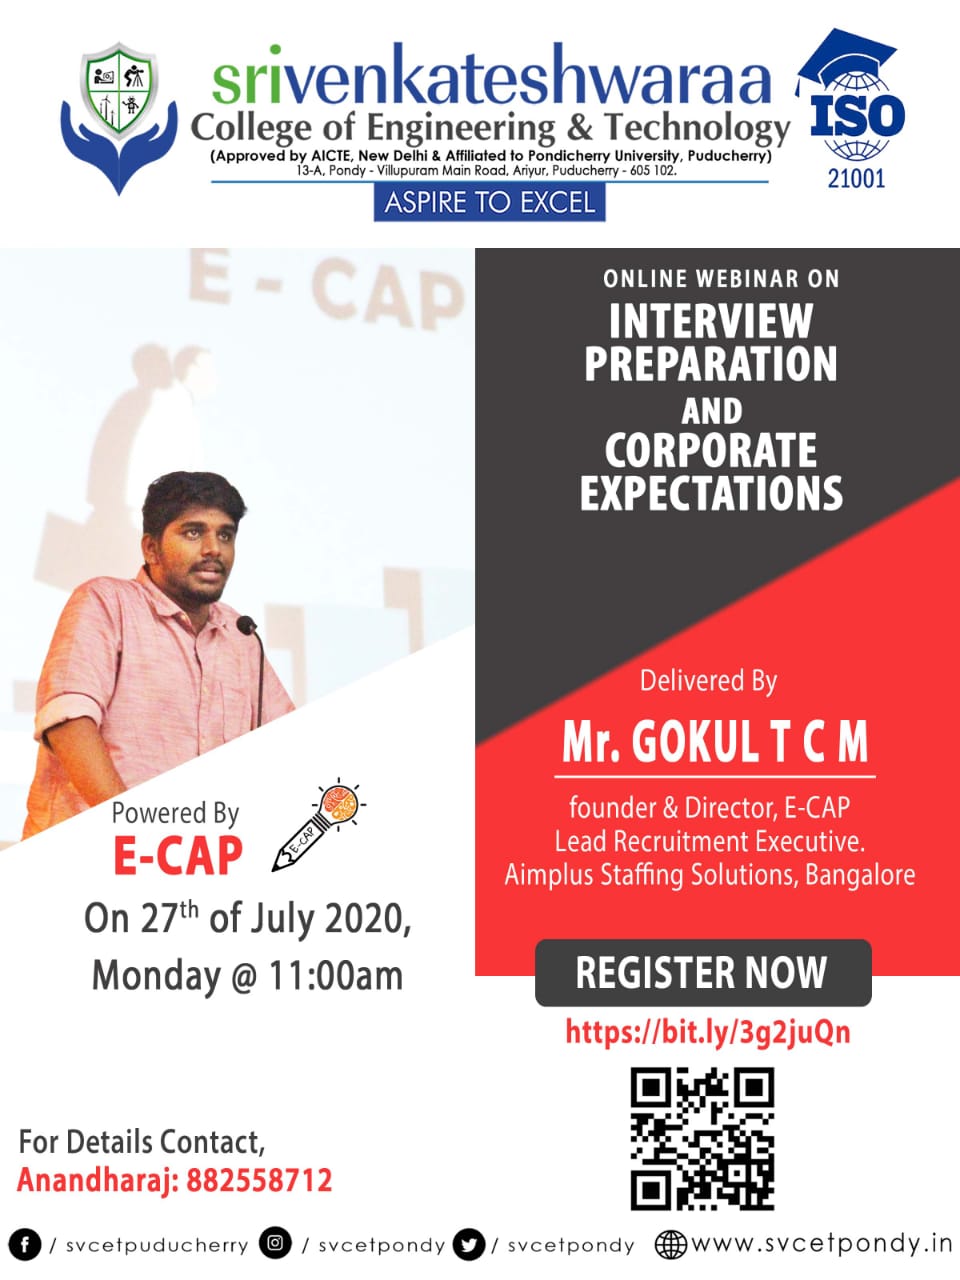 srivenkateshwaraa
College of Engineering & Technology
(Approved by AICTE, New Delhi & Affiliated to Pondicherry University, Puducherry)
13-A, Pondy - Villupuram Main Road, Ariyur, Puducherry - 605 102.
ASPIRE TO EXCEL
ISO
21001
E - CAP
ONLINE WEBINAR ON
INTERVIEW
PREPARATION
AND
CORPORATE
EXPECTATIONS
Delivered By
Mr. GOKUL T C M
founder & Director, E-CAP
Lead Recruitment Executive.
Aimplus Staffing Solutions, Bangalore
Powered By
E-CAP
E-CAP
On 27th of July 2020,
Monday @ 11:00am
REGISTER NOW
https://bit.ly/3g2juQn
For Details Contact,
Anandharaj: 882558712
/ svcetpuducherry / svcetpondy / svcetpondy www.svcetpondy.in